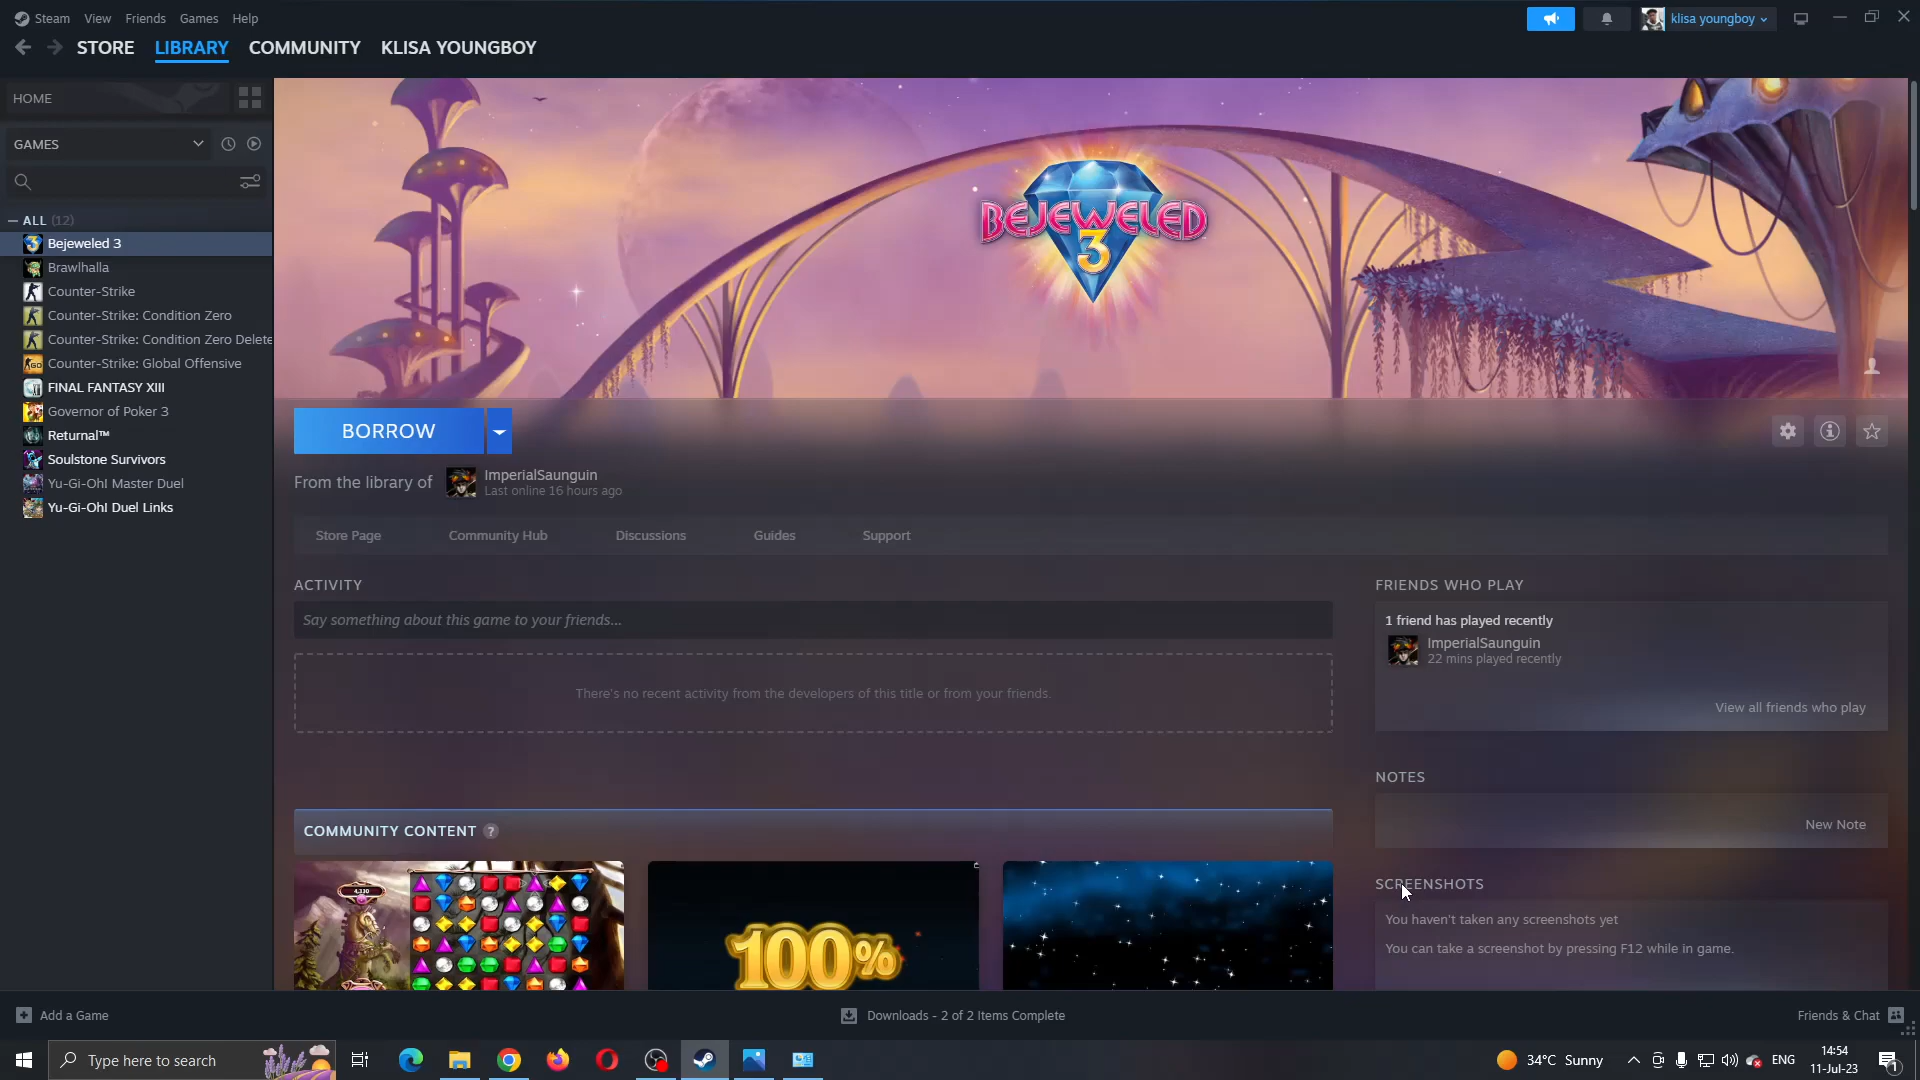 Steam View Friends Games Help
klisa youngboy
STORE LIBRARY COMMUNITY KLISA YOUNGBOY
HOME
GAMES
ALL (12)
Bejeweled 3
Brawlhalla
Counter-Strike
Counter-Strike: Condition Zero
Counter-Strike: Condition Zero Delete
Counter-Strike: Global Offensive
FINAL FANTASY XIII
Governor of Poker 3
Returnal™
Soulstone Survivors
Yu-Gi-Oh! Master Duel
Yu-Gi-Oh! Duel Links
BEJEWELED
3
BORROW
From the library of
ImperialSaunguin
Last online 16 hours ago
Store Page Community Hub Discussions Guides Support
ACTIVITY
Say something about this game to your friends...
There's no recent activity from the developers of this title or from your friends.
FRIENDS WHO PLAY
1 friend has played recently
ImperialSaunguin
22 mins played recently
View all friends who play
NOTES
New Note
COMMUNITY CONTENT ?
4,330
100%
SCREENSHOTS
You haven't taken any screenshots yet
You can take a screenshot by pressing F12 while in game.
Add a Game
Downloads - 2 of 2 Items Complete
Friends & Chat
Type here to search
34°C Sunny
ENG
14:54
11-Jul-23
1